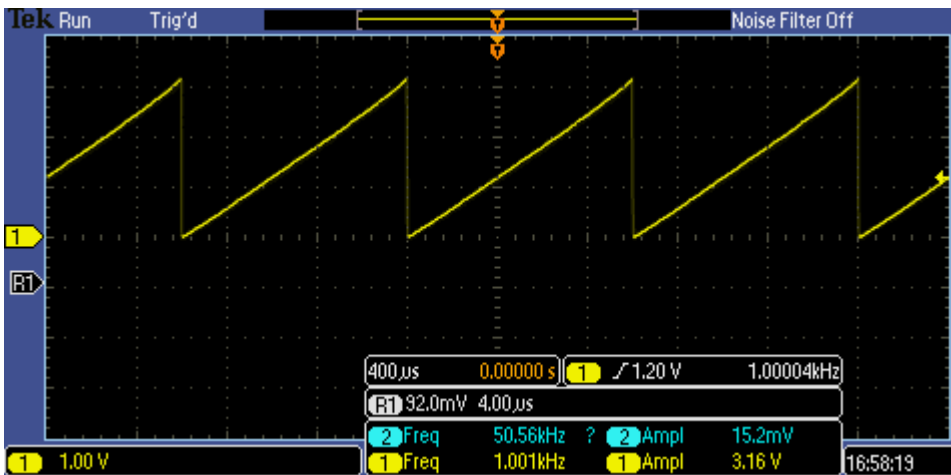 Tek Run Trig'd Noise Filter Off
T
T
1
R1
400µs 0.00000 s 1 1.20 V 1.00004kHz
R1 92.0mV 4.00µs
2 Freq 50.56kHz ? 2 Ampl 15.2mV
1 1.00 V 1 Freq 1.001kHz 1 Ampl 3.16 V 16:58:19